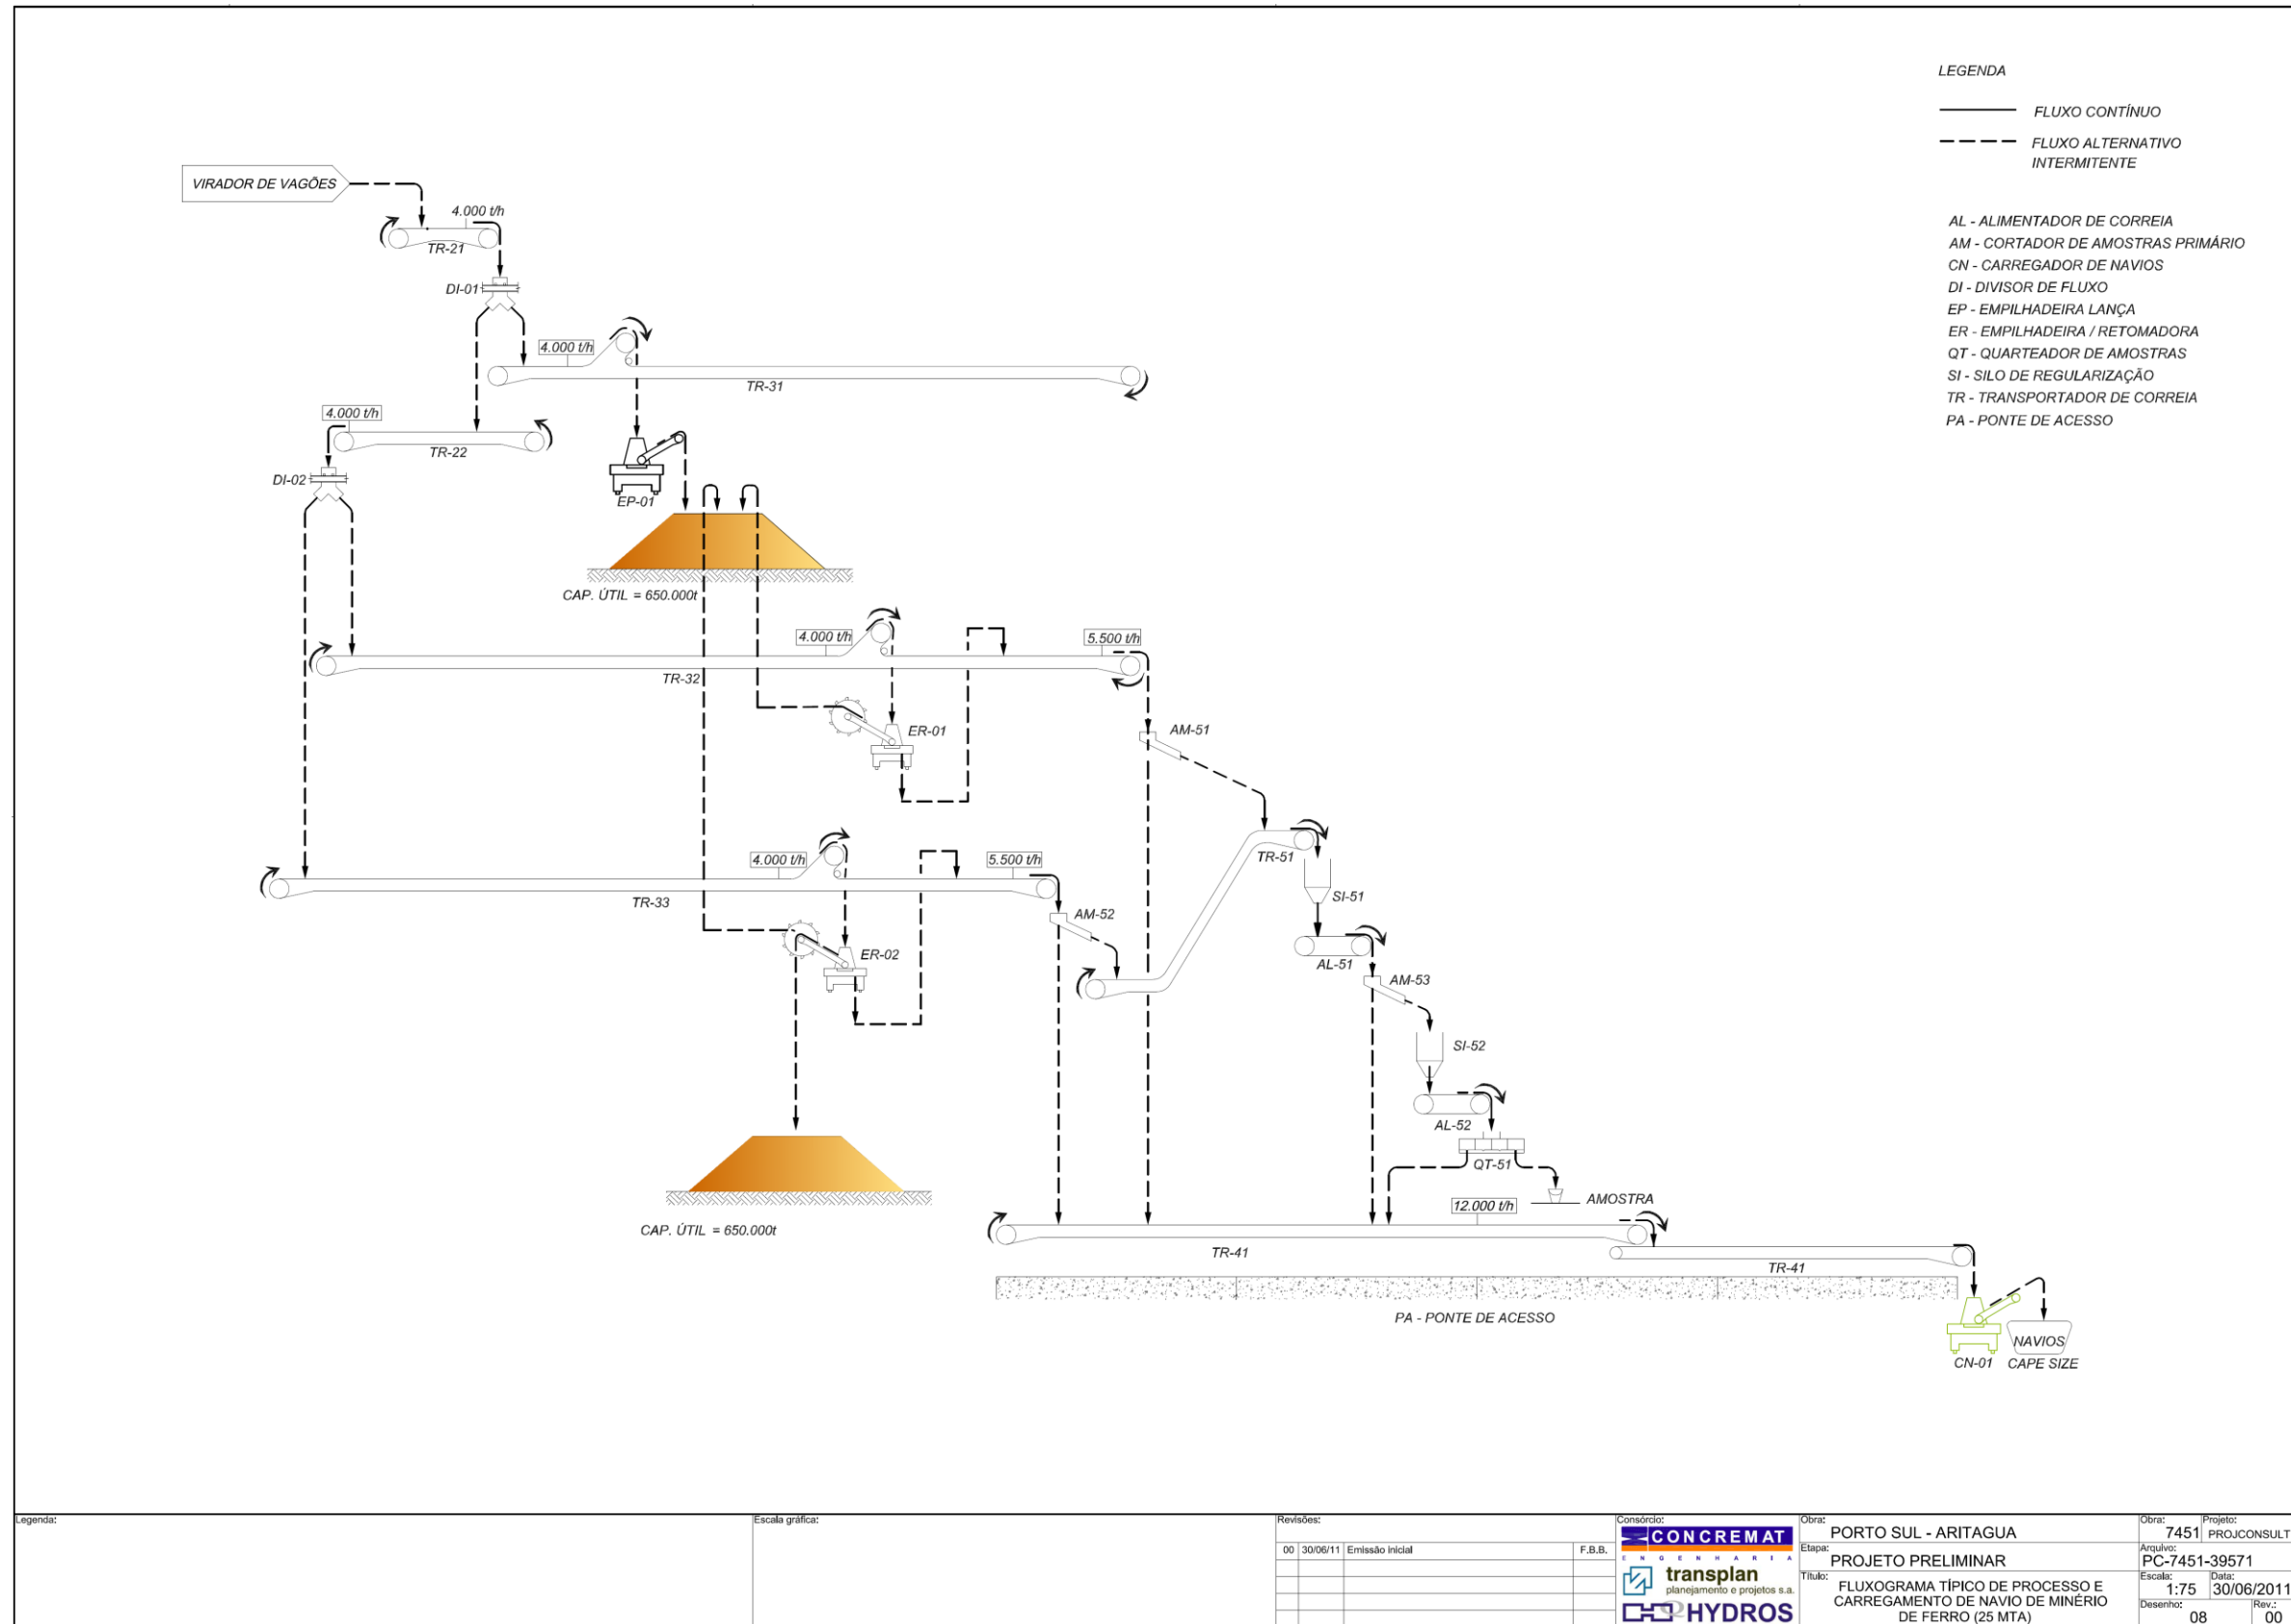 LEGENDA
FLUXO CONTÍNUO
FLUXO ALTERNATIVO
INTERMITENTE
AL - ALIMENTADOR DE CORREIA
AM - CORTADOR DE AMOSTRAS PRIMÁRIO
CN - CARREGADOR DE NAVIOS
DI - DIVISOR DE FLUXO
EP - EMPILHADEIRA LANÇA
ER - EMPILHADEIRA / RETOMADORA
QT - QUARTEADOR DE AMOSTRAS
SI - SILO DE REGULARIZAÇÃO
TR - TRANSPORTADOR DE CORREIA
PA - PONTE DE ACESSO
VIRADOR DE VAGÕES
4.000 t/h
TR-21
DI-01
4.000 t/h
TR-31
4.000 t/h
TR-22
DI-02
EP-01
CAP. ÚTIL = 650.000t
4.000 t/h
5.500 t/h
TR-32
ER-01
AM-51
4.000 t/h
5.500 t/h
TR-51
TR-33
SI-51
AM-52
ER-02
AL-51
AM-53
SI-52
AL-52
QT-51
AMOSTRA
12.000 t/h
CAP. ÚTIL = 650.000t
TR-41
TR-41
PA - PONTE DE ACESSO
NAVIOS
CN-01
CAPE SIZE
Legenda:
Escala gráfica:
Revisões:
00 30/06/11 Emissão inicial F.B.B.
Consórcio:
CONCREMAT
ENGENHARIA
transplan
planejamento e projetos s.a.
HYDROS
Obra:
PORTO SUL - ARITAGUA
Etapa:
PROJETO PRELIMINAR
Título:
FLUXOGRAMA TÍPICO DE PROCESSO E
CARREGAMENTO DE NAVIO DE MINÉRIO
DE FERRO (25 MTA)
Obra:
7451
Projeto:
PROJCONSULT
Arquivo:
PC-7451-39571
Escala:
1:75
Data:
30/06/2011
Desenho:
08
Rev.:
00